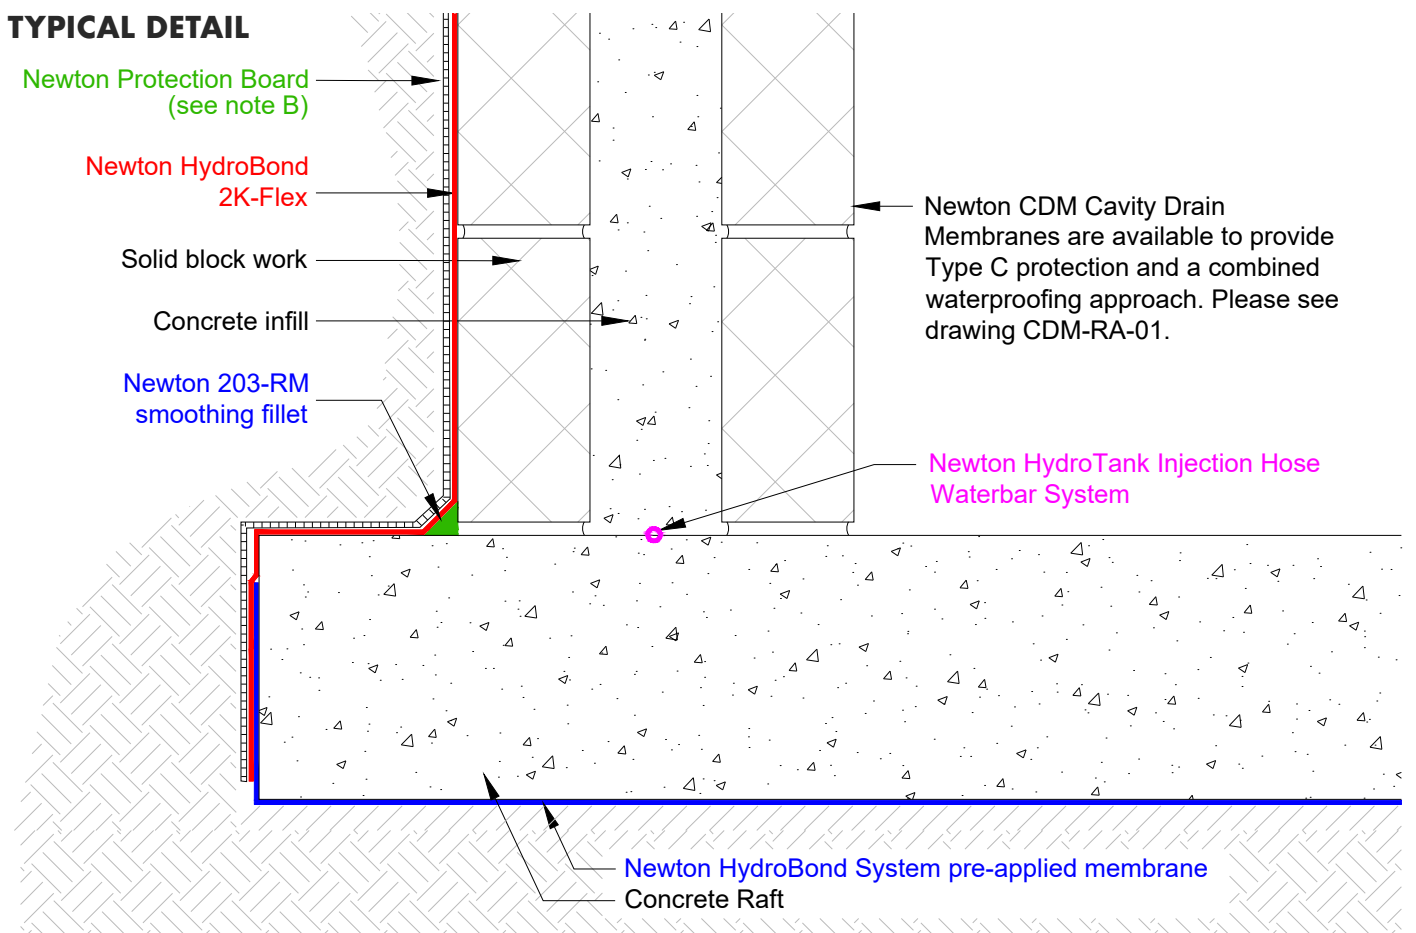 TYPICAL DETAIL
Newton Protection Board
(see note B)
Newton HydroBond
2K-Flex
Solid block work
Concrete infill
Newton 203-RM
smoothing fillet
Newton CDM Cavity Drain
Membranes are available to provide
Type C protection and a combined
waterproofing approach. Please see
drawing CDM-RA-01.
Newton HydroTank Injection Hose
Waterbar System
Newton HydroBond System pre-applied membrane
Concrete Raft